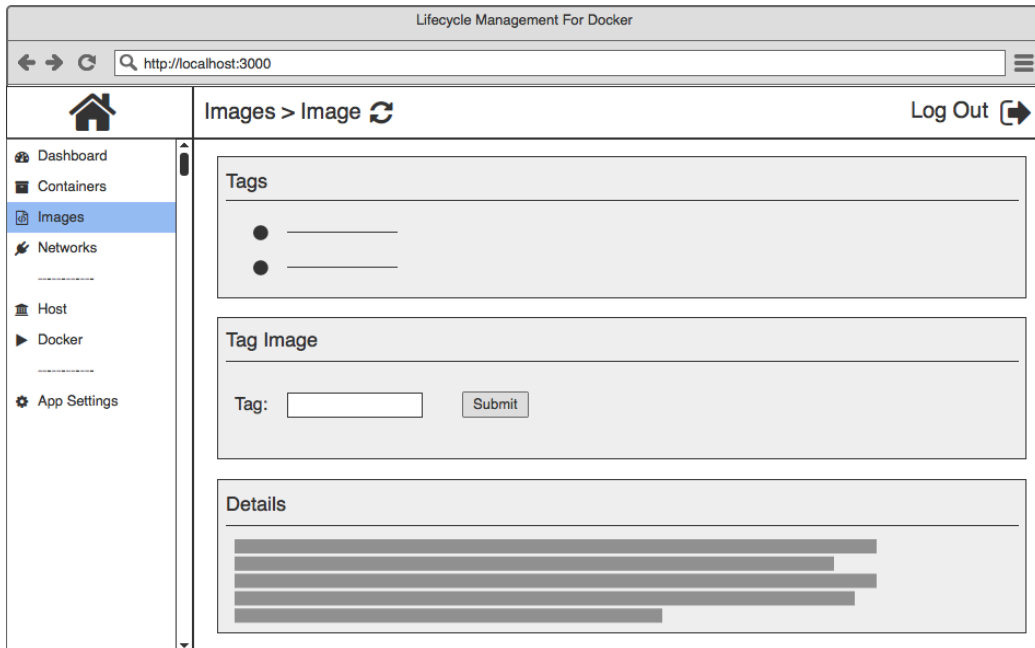 Lifecycle Management For Docker
http://localhost:3000
Images > Image
Log Out
Dashboard
Containers
Images
Networks
------------
Host
Docker
------------
App Settings
Tags
Tag Image
Tag:
Submit
Details